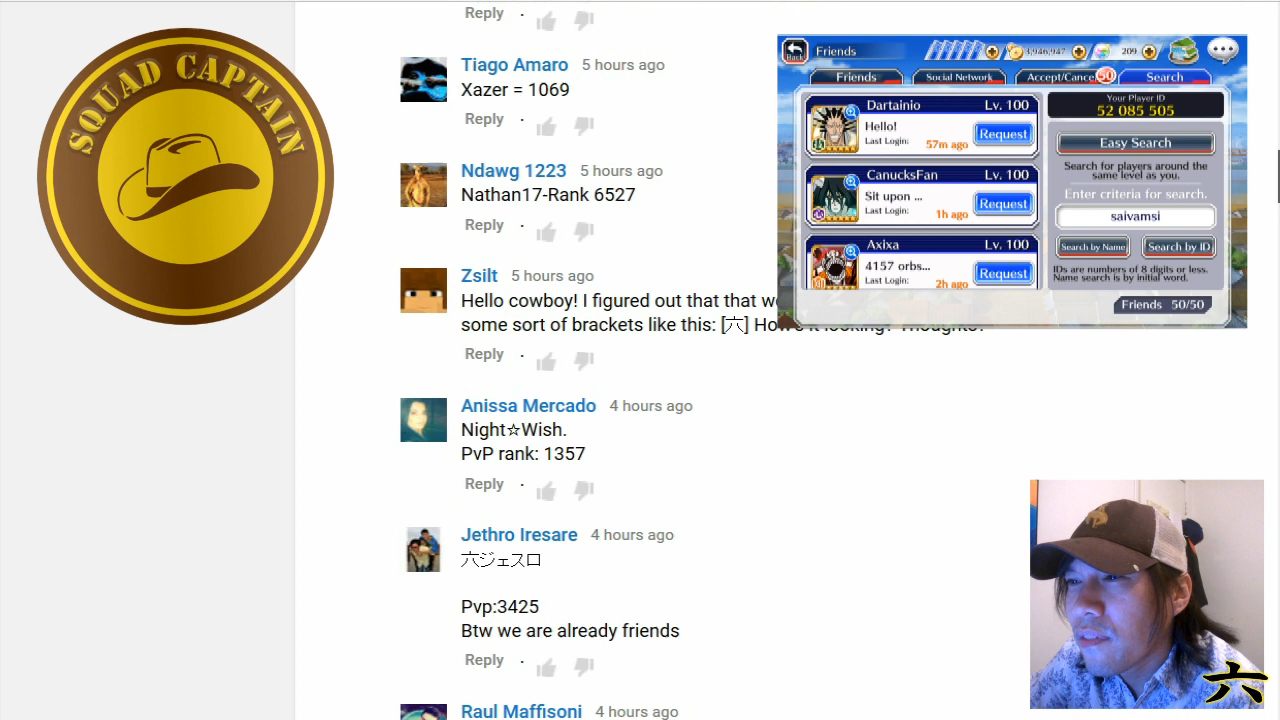 SQUAD CAPTAIN
Reply ·
Tiago Amaro 5 hours ago
Xazer = 1069
Reply ·
Ndawg 1223 5 hours ago
Nathan17-Rank 6527
Reply ·
Zsilt 5 hours ago
Hello cowboy! I figured out that that
some sort of brackets like this: [六]
Reply ·
Anissa Mercado 4 hours ago
Night☆Wish.
PvP rank: 1357
Reply ·
Jethro Iresare 4 hours ago
六ジェスロ
Pvp:3425
Btw we are already friends
Reply ·
Raul Maffisoni 4 hours ago
Back Friends 3,946,947 209
Friends Social Network Accept/Cance 50 Search
Dartainio Lv. 100
Hello!
Last Login: 57m ago Request
CanucksFan Lv. 100
Sit upon ...
Last Login: 1h ago Request
Axixa Lv. 100
4157 orbs...
Last Login: 2h ago Request
Your Player ID
52 085 505
Easy Search
Search for players around the
same level as you.
Enter criteria for search.
saivamsi
Search by Name Search by ID
IDs are numbers of 8 digits or less.
Name search is by initial word.
Friends 50/50
六